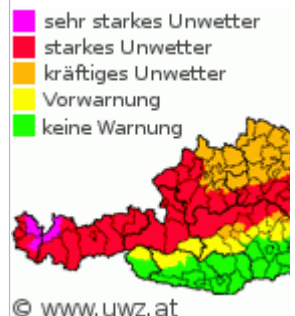 sehr starkes Unwetter
starkes Unwetter
kräftiges Unwetter
Vorwarnung
keine Warnung
© www.uwz.at